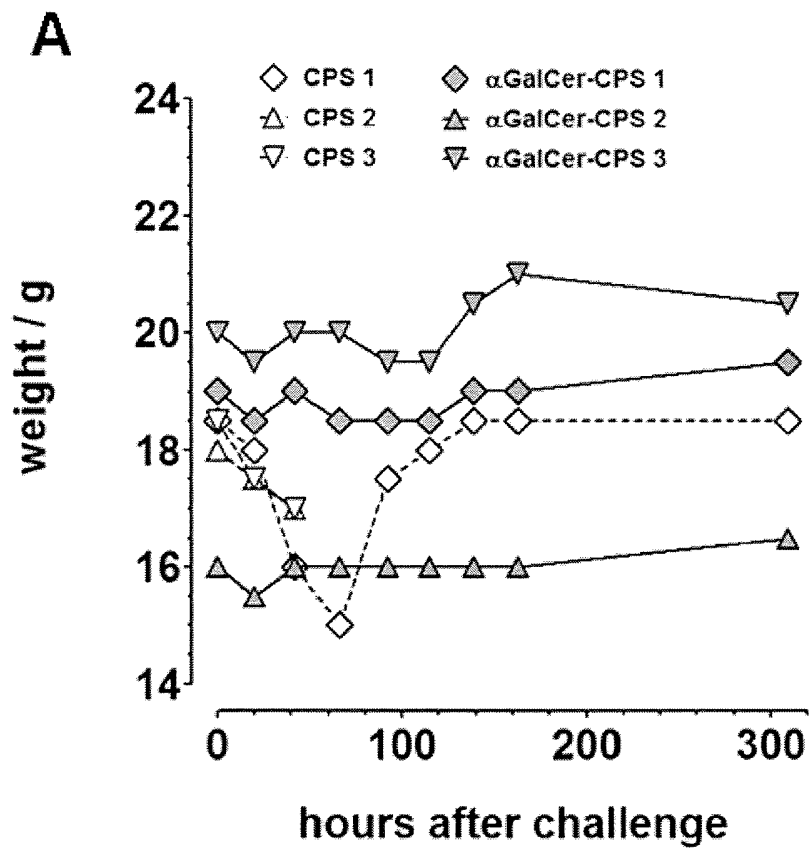 A
CPS 1 αGalCer-CPS 1
CPS 2 αGalCer-CPS 2
CPS 3 αGalCer-CPS 3
24
22
20
18
16
14
weight / g
0 100 200 300
hours after challenge